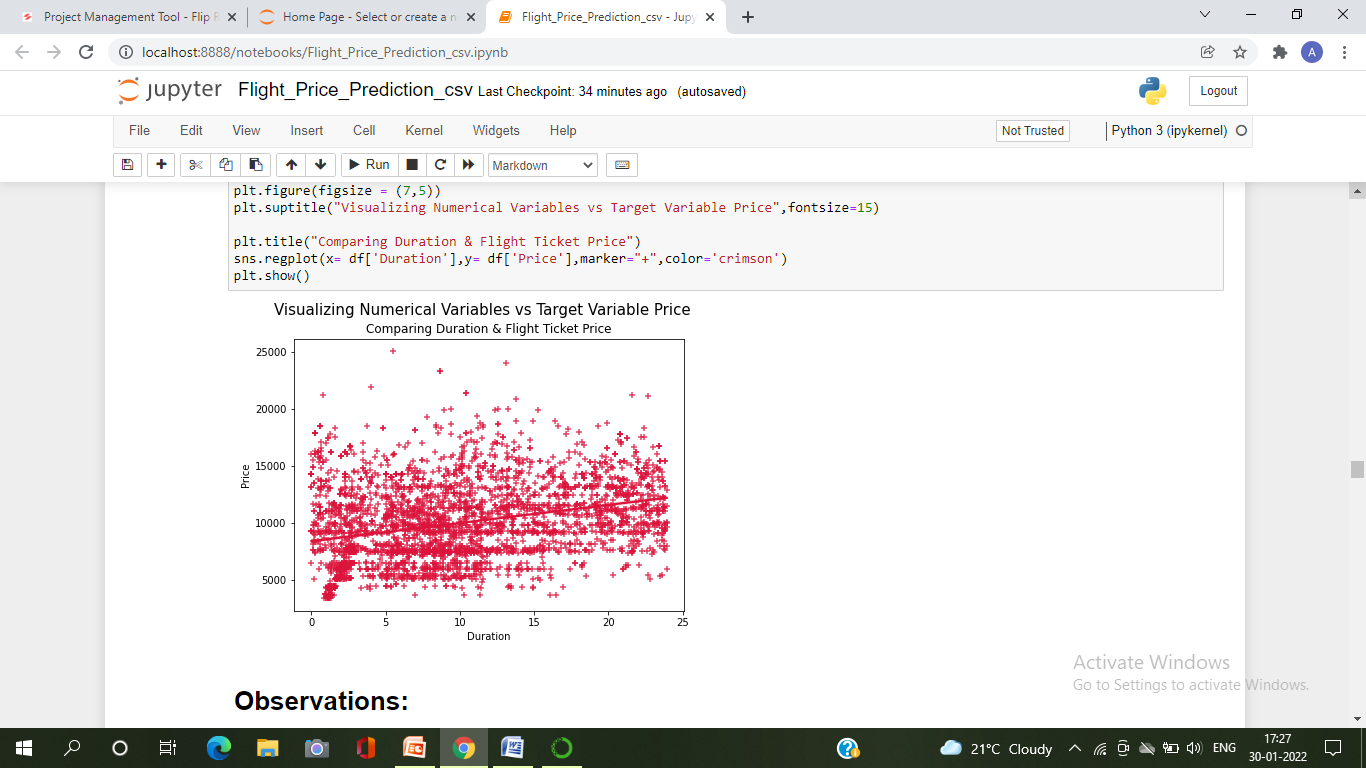 Project Management Tool - Flip
Home Page - Select or create a n
Flight_Price_Prediction_csv - Jup
localhost:8888/notebooks/Flight_Price_Prediction_csv.ipynb
A
jupyter Flight_Price_Prediction_csv Last Checkpoint: 34 minutes ago (autosaved)
Logout
File Edit View Insert Cell Kernel Widgets Help
Not Trusted
Python 3 (ipykernel)
Run
Markdown
plt.figure(figsize = (7,5))
plt.suptitle("Visualizing Numerical Variables vs Target Variable Price",fontsize=15)
plt.title("Comparing Duration & Flight Ticket Price")
sns.regplot(x= df['Duration'],y= df['Price'],marker="+",color='crimson')
plt.show()
Visualizing Numerical Variables vs Target Variable Price
Comparing Duration & Flight Ticket Price
25000
20000
15000
10000
5000
Price
0 5 10 15 20 25
Duration
Observations:
Activate Windows
Go to Settings to activate Windows.
21°C Cloudy
ENG
17:27
30-01-2022